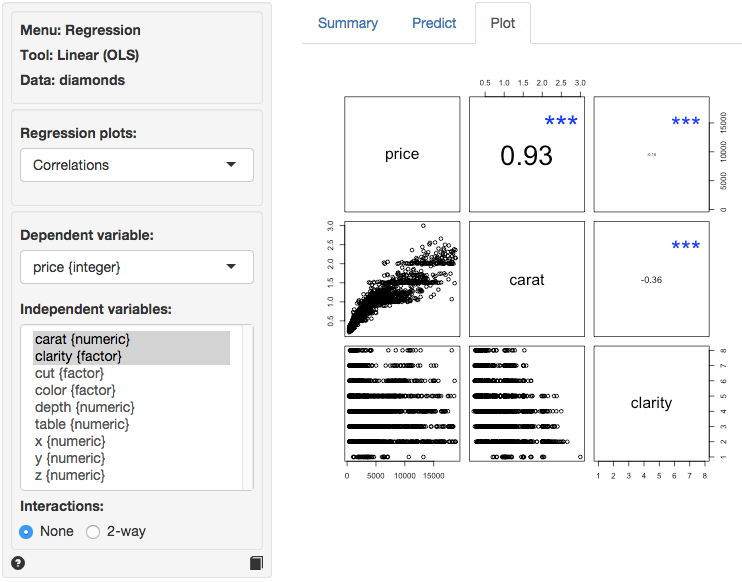 Menu: Regression
Tool: Linear (OLS)
Data: diamonds
Regression plots:
Correlations
Dependent variable:
price {integer}
Independent variables:
carat {numeric}
clarity {factor}
cut {factor}
color {factor}
depth {numeric}
table {numeric}
x {numeric}
y {numeric}
z {numeric}
Interactions:
None 2-way
Summary Predict Plot
0.5 1.0 1.5 2.0 2.5 3.0
price
***
0.93
***
0 5000 10000 15000
0.5 1.0 1.5 2.0 2.5 3.0
carat
***
-0.36
clarity
1 2 3 4 5 6 7 8
0 5000 10000 15000
1 2 3 4 5 6 7 8